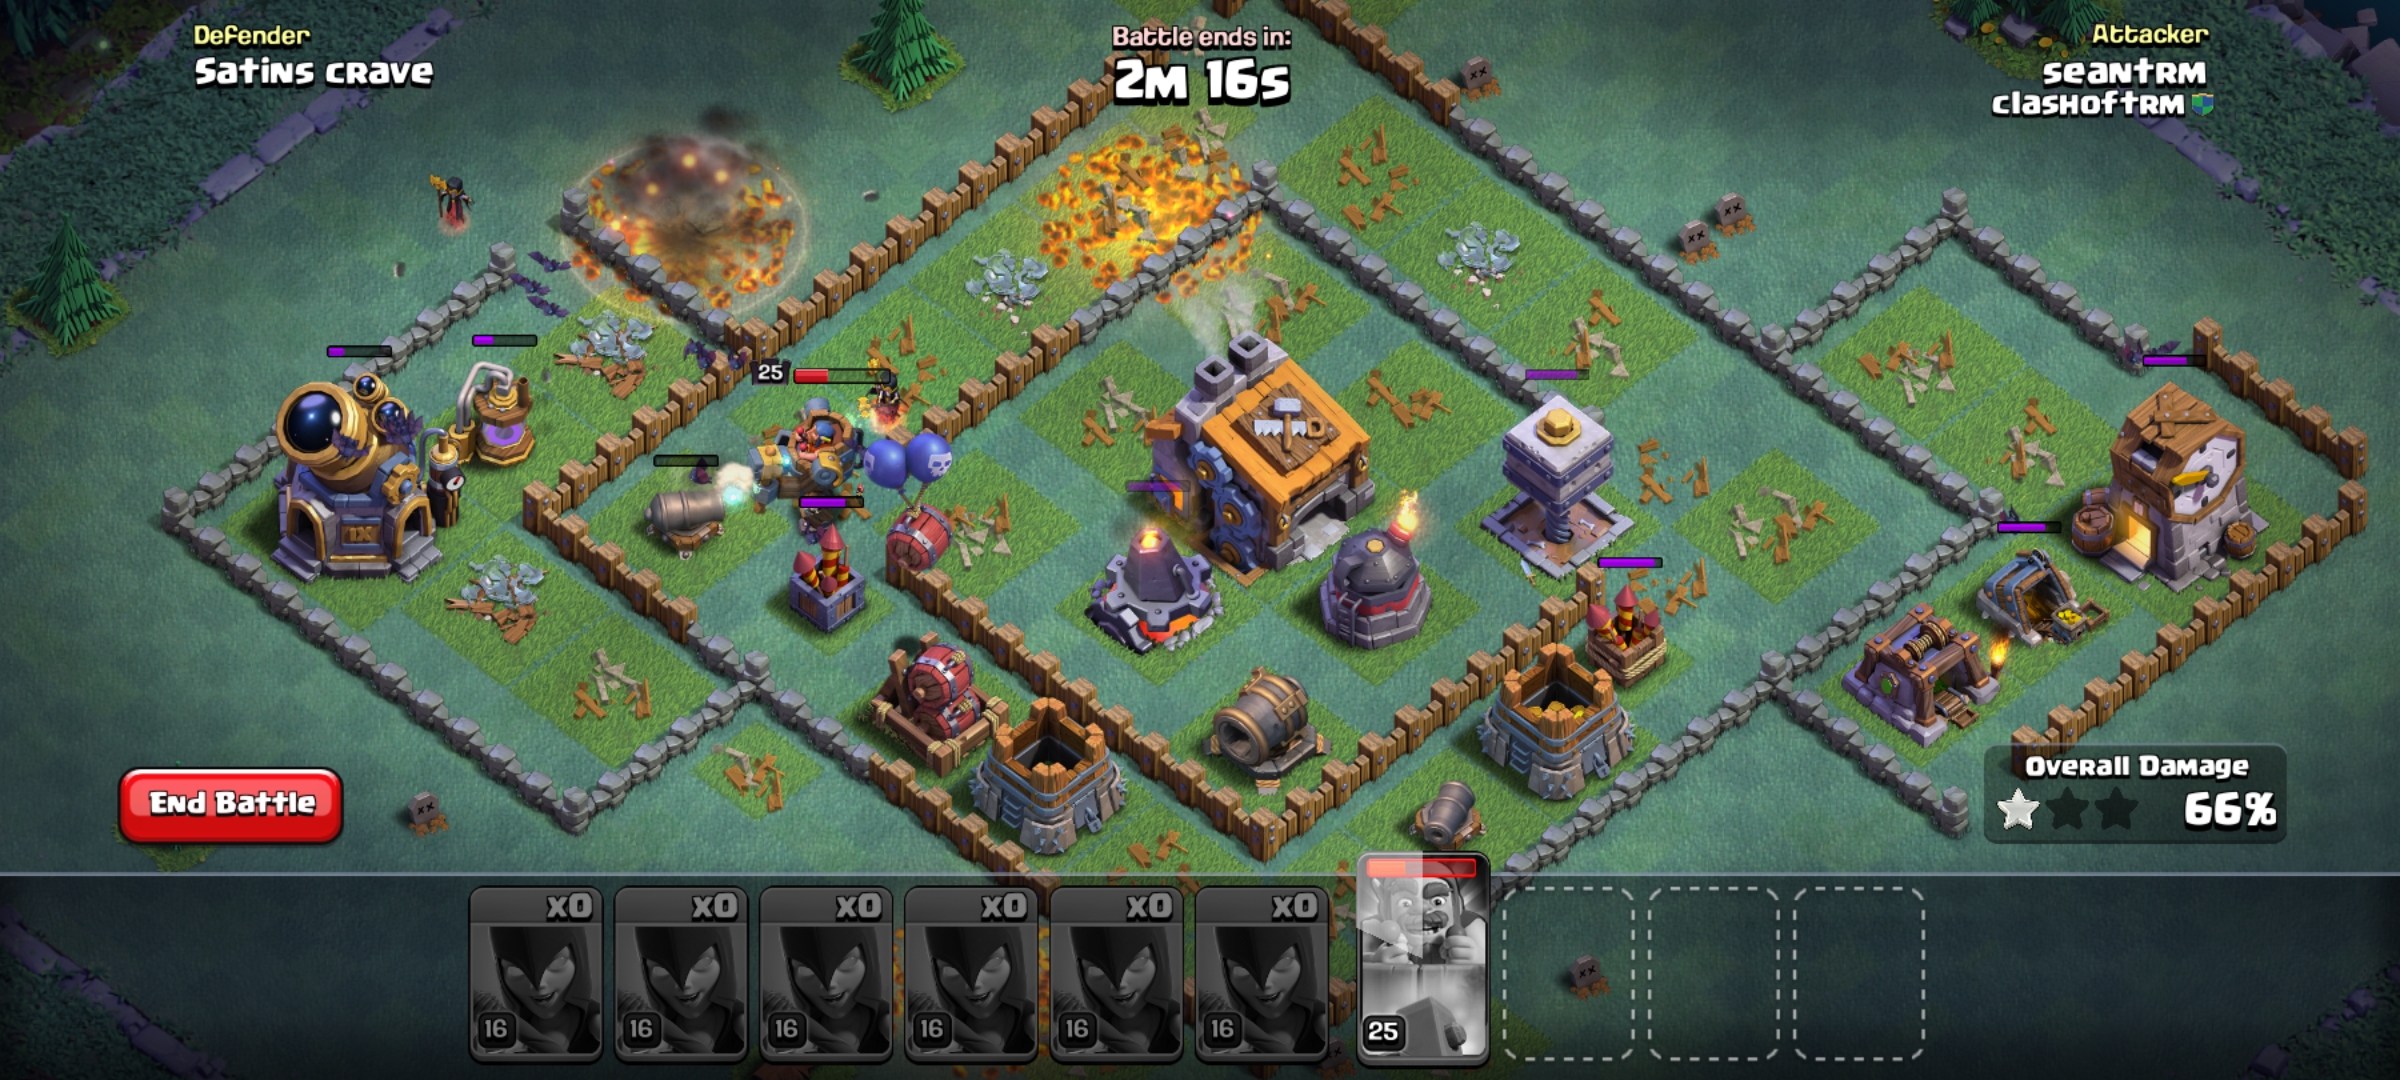 Defender
Satins crave
Battle ends in:
2m 16s
Attacker
seantrm
clashoftrm
25
IX
End Battle
Overall Damage
66%
x0
x0
x0
x0
x0
x0
16
16
16
16
16
16
25